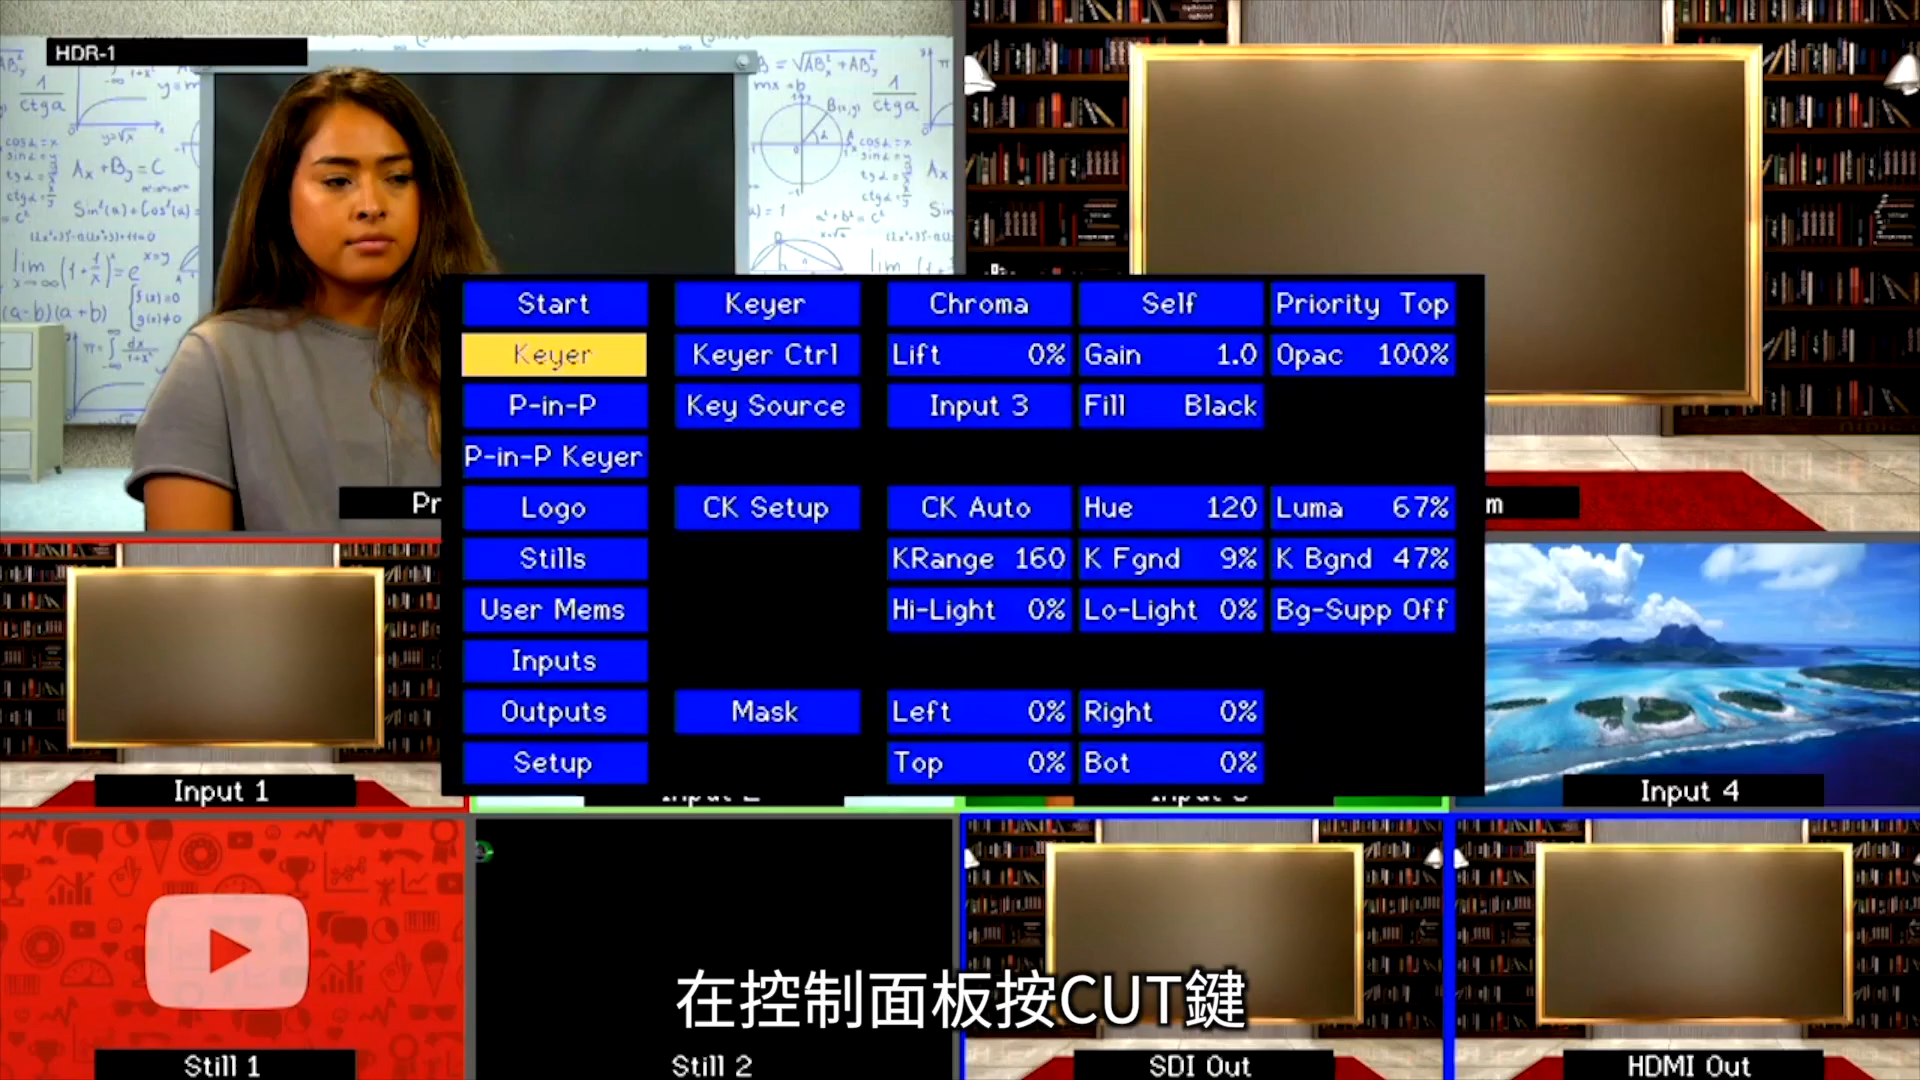 HDR-1
Start Keyer Chroma Self Priority Top
Keyer Keyer Ctrl Lift 0% Gain 1.0 Opac 100%
P-in-P Key Source Input 3 Fill Black
P-in-P Keyer
Logo CK Setup CK Auto Hue 120 Luma 67%
Stills KRange 160 K Fgnd 9% K Bgnd 47%
User Mems Hi-Light 0% Lo-Light 0% Bg-Supp Off
Inputs
Outputs Mask Left 0% Right 0%
Setup Top 0% Bot 0%
Pr
m
Input 1
Input 2
Input 3
Input 4
在控制面板按CUT鍵
Still 1
Still 2
SDI Out
HDMI Out